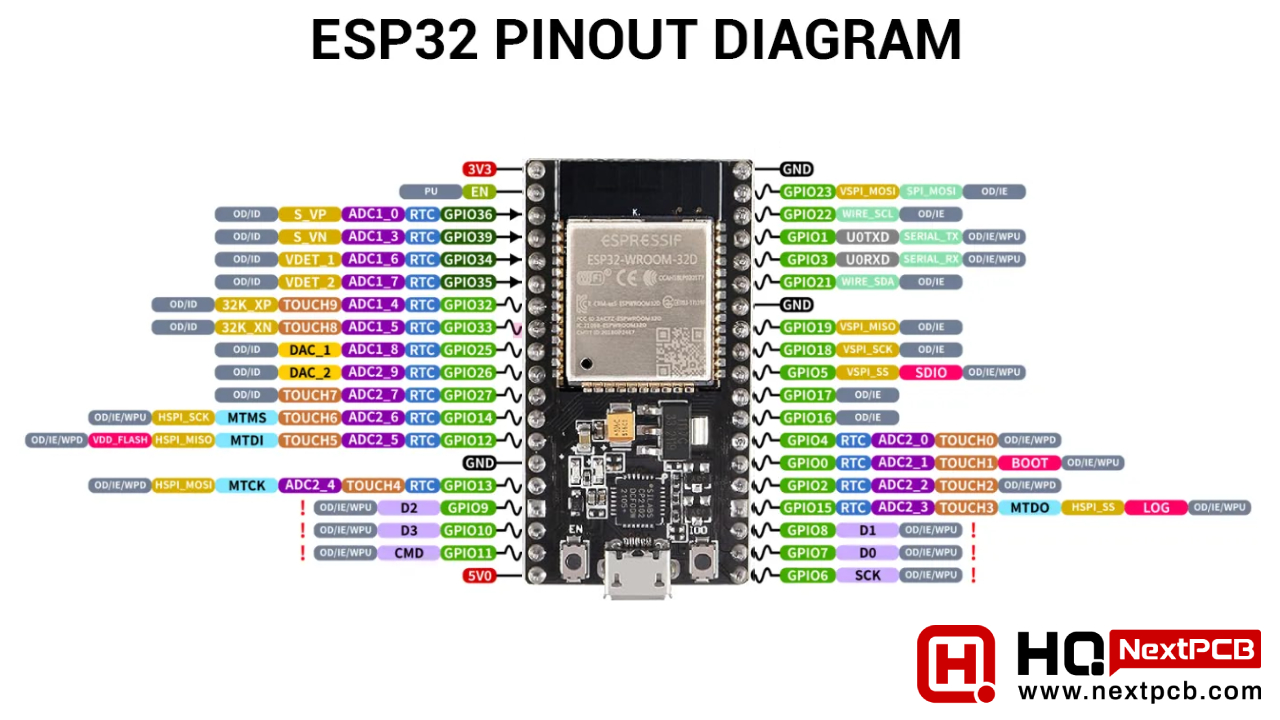 ESP32 PINOUT DIAGRAM
3V3 GND
PU EN GPIO23 VSPI_MOSI SPI_MOSI OD/IE
OD/ID S_VP ADC1_0 RTC GPIO36 GPIO22 WIRE_SCL OD/IE
OD/ID S_VN ADC1_3 RTC GPIO39 GPIO1 U0TXD SERIAL_TX OD/IE/WPU
OD/ID VDET_1 ADC1_6 RTC GPIO34 GPIO3 U0RXD SERIAL_RX OD/IE/WPU
OD/ID VDET_2 ADC1_7 RTC GPIO35 GPIO21 WIRE_SDA OD/IE
OD/ID 32K_XP TOUCH9 ADC1_4 RTC GPIO32 GND
OD/ID 32K_XN TOUCH8 ADC1_5 RTC GPIO33 GPIO19 VSPI_MISO OD/IE
OD/ID DAC_1 ADC1_8 RTC GPIO25 GPIO18 VSPI_SCK OD/IE
OD/ID DAC_2 ADC2_9 RTC GPIO26 GPIO5 VSPI_SS SDIO OD/IE/WPU
OD/ID TOUCH7 ADC2_7 RTC GPIO27 GPIO17 OD/IE
OD/IE/WPU HSPI_SCK MTMS TOUCH6 ADC2_6 RTC GPIO14 GPIO16 OD/IE
OD/IE/WPD VDD_FLASH HSPI_MISO MTDI TOUCH5 ADC2_5 RTC GPIO12 GPIO4 RTC ADC2_0 TOUCH0 OD/IE/WPD
GND GPIO0 RTC ADC2_1 TOUCH1 BOOT OD/IE/WPU
OD/IE/WPD HSPI_MOSI MTCK ADC2_4 TOUCH4 RTC GPIO13 GPIO2 RTC ADC2_2 TOUCH2 OD/IE/WPD
! OD/IE/WPU D2 GPIO9 GPIO15 RTC ADC2_3 TOUCH3 MTDO HSPI_SS LOG OD/IE/WPU
! OD/IE/WPU D3 GPIO10 GPIO8 D1 OD/IE/WPU !
! OD/IE/WPU CMD GPIO11 GPIO7 D0 OD/IE/WPU !
5V0 GPIO6 SCK OD/IE/WPU !
K.
ESPRESSIF
ESP32-WROOM-32D
WiFi CE
EN IO0
H HQ NextPCB
www.nextpcb.com